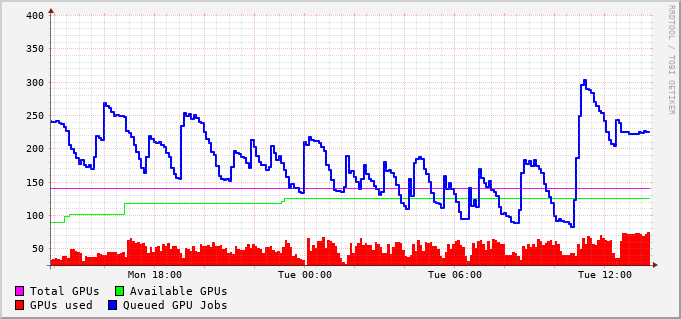 400
350
300
250
200
150
100
50
Mon 18:00 Tue 00:00 Tue 06:00 Tue 12:00
Total GPUs Available GPUs
GPUs used Queued GPU Jobs
RRDTOOL / TOBI OETIKER